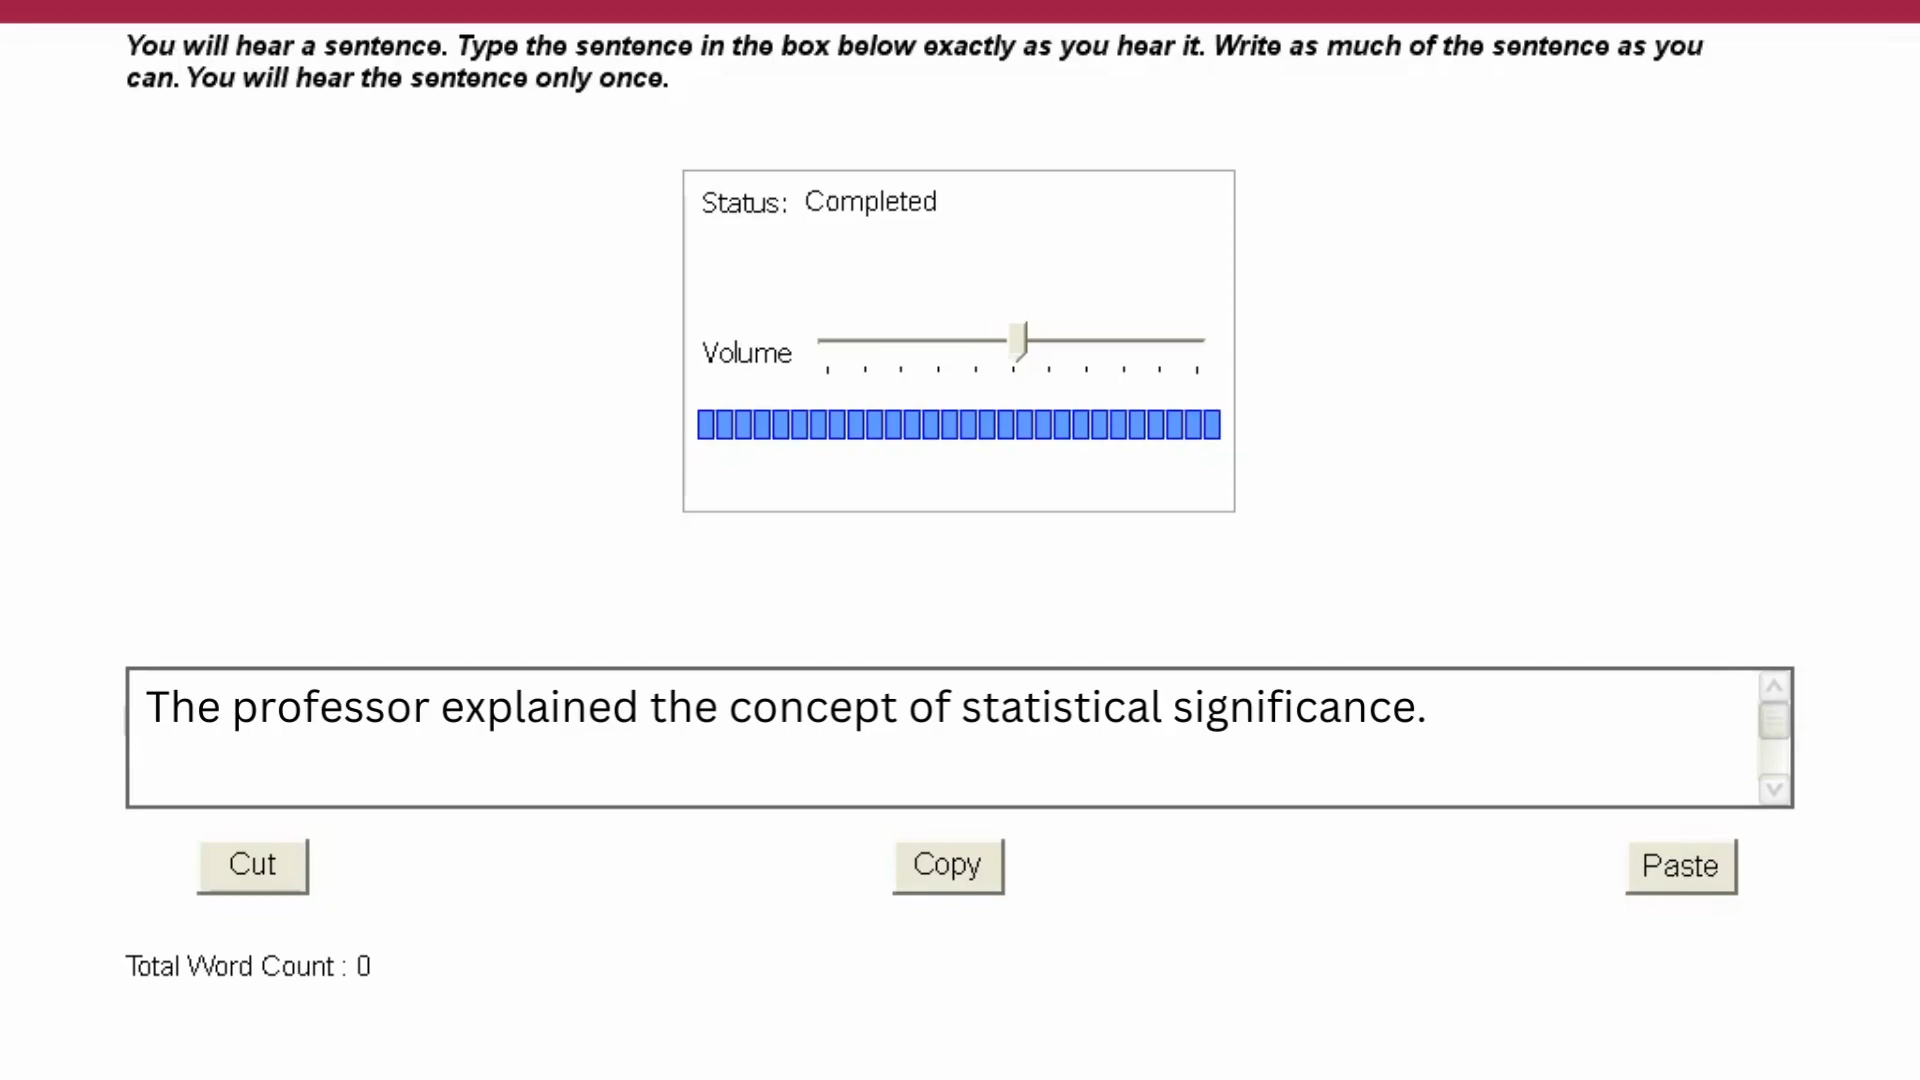 You will hear a sentence. Type the sentence in the box below exactly as you hear it. Write as much of the sentence as you
can. You will hear the sentence only once.
Status: Completed
Volume
The professor explained the concept of statistical significance.
Cut
Copy
Paste
Total Word Count : 0